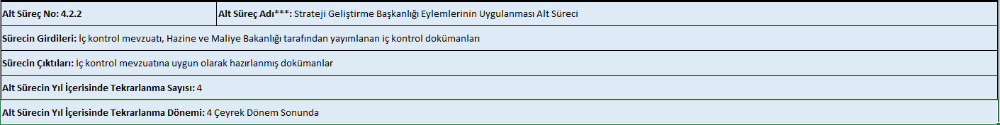 Alt Süreç No: 4.2.2 Alt Süreç Adı***: Strateji Geliştirme Başkanlığı Eylemlerinin Uygulanması Alt Süreci
Sürecin Girdileri: İç kontrol mevzuatı, Hazine ve Maliye Bakanlığı tarafından yayımlanan iç kontrol dokümanları
Sürecin Çıktıları: İç kontrol mevzuatına uygun olarak hazırlanmış dokümanlar
Alt Sürecin Yıl İçerisinde Tekrarlanma Sayısı: 4
Alt Sürecin Yıl İçerisinde Tekrarlanma Dönemi: 4 Çeyrek Dönem Sonunda